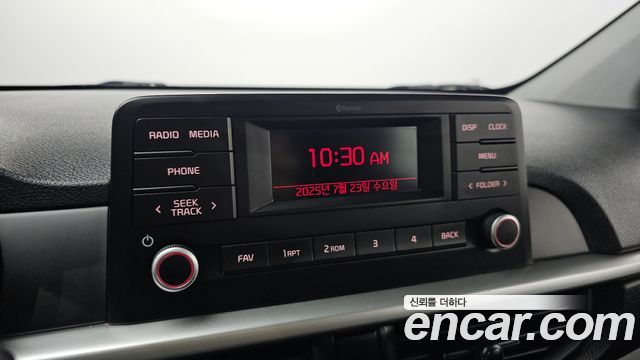 Bluetooth
RADIO MEDIA
PHONE
SEEK
TRACK
10:30 AM
2025년 7월 23일 수요일
DISP CLOCK
MENU
FOLDER
FAV
1 RPT
2 RDM
3
4
BACK
신뢰를 더하다
encar.com